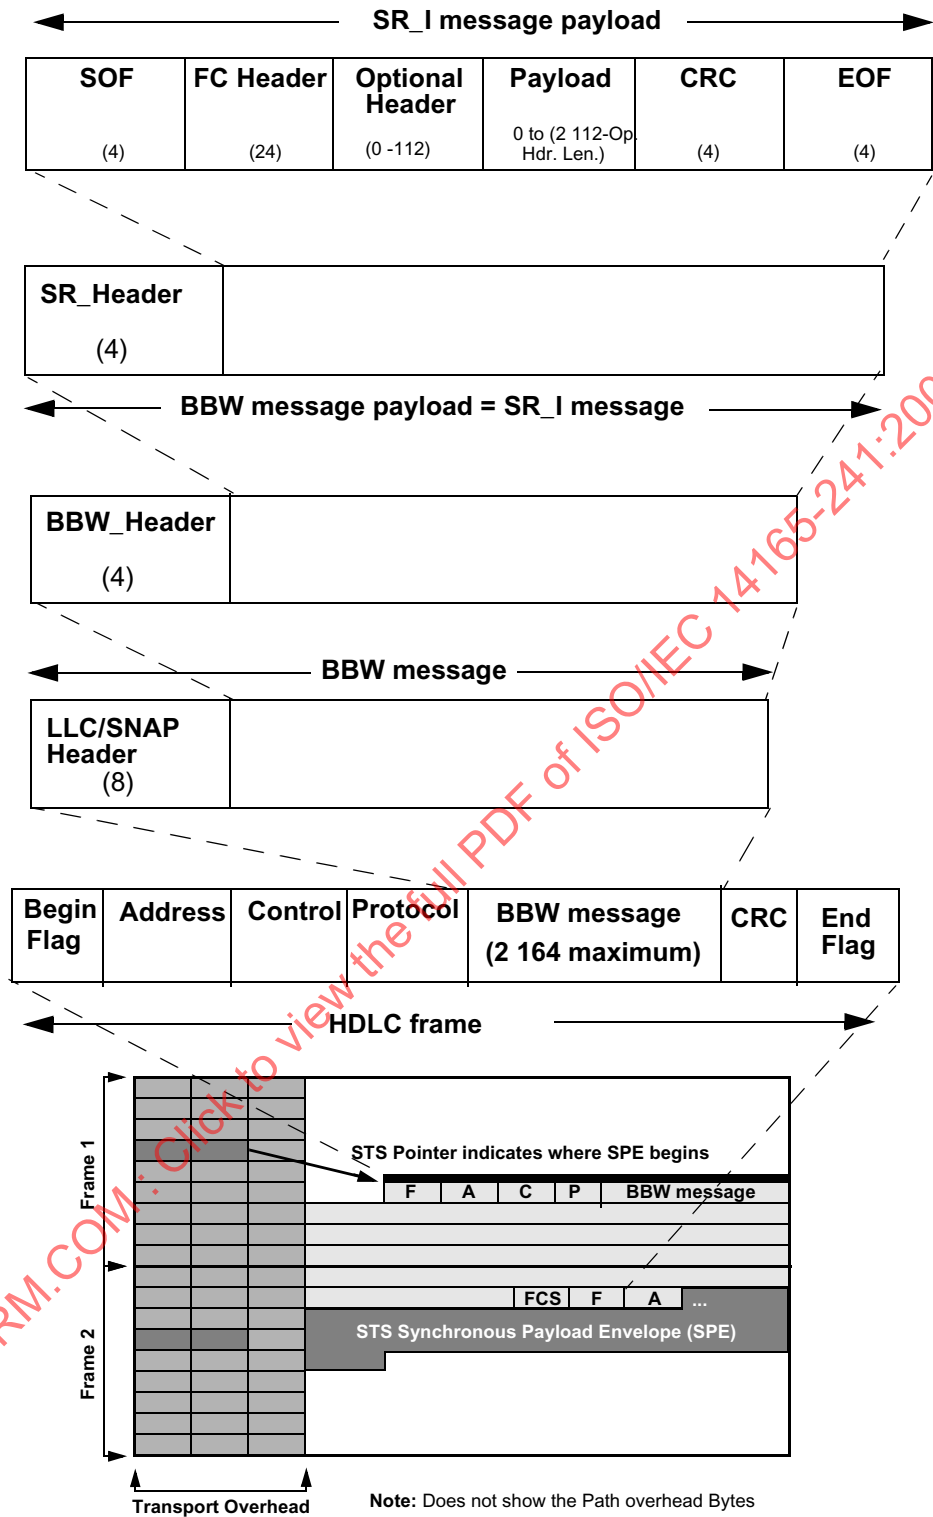 SR_I message payload
SOF FC Header Optional Header Payload CRC EOF
(4) (24) (0 -112) 0 to (2 112-Op. Hdr. Len.) (4) (4)
SR_Header
(4)
BBW message payload = SR_I message
BBW_Header
(4)
BBW message
LLC/SNAP
Header
(8)
Begin Flag Address Control Protocol BBW message (2 164 maximum) CRC End Flag
HDLC frame
Frame 1
STS Pointer indicates where SPE begins
F A C P BBW message
FCS F A ...
STS Synchronous Payload Envelope (SPE)
Frame 2
Transport Overhead
Note: Does not show the Path overhead Bytes
RM.COM : Click to view the full PDF of ISO/IEC 14165-241:200